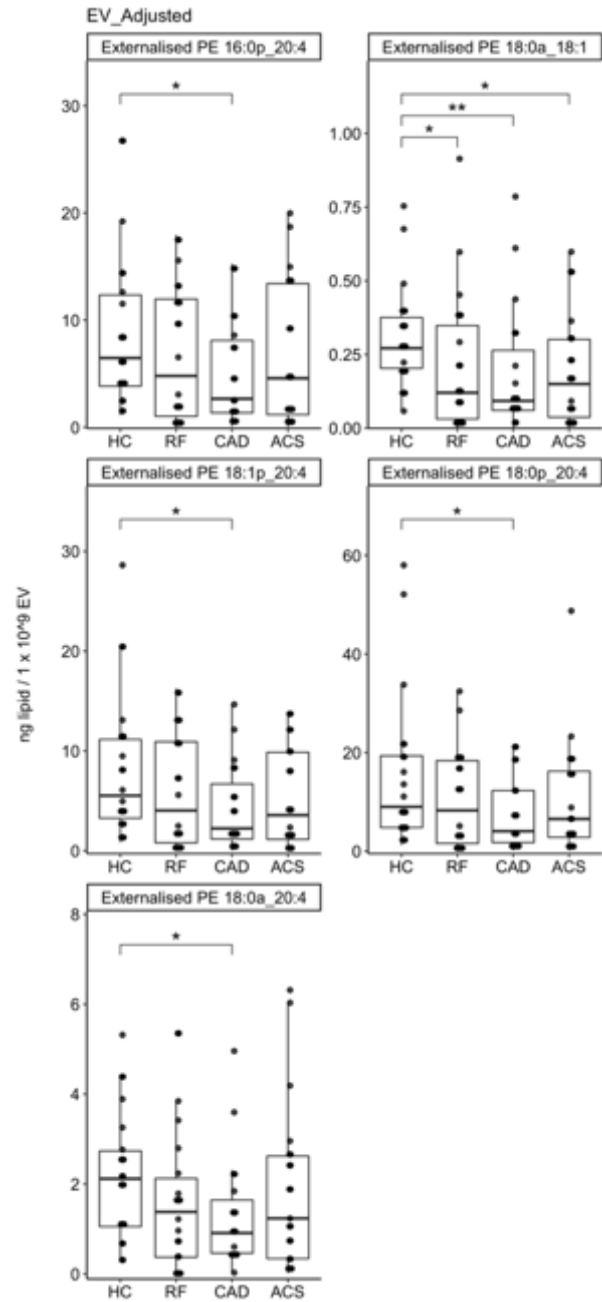 EV_Adjusted
Externalised PE 16:0p_20:4
Externalised PE 18:0a_18:1
*
30
20
10
0
HC RF CAD ACS
*
**
*
1.00
0.75
0.50
0.25
0.00
HC RF CAD ACS
Externalised PE 18:1p_20:4
Externalised PE 18:0p_20:4
*
30
20
10
0
HC RF CAD ACS
*
60
40
20
0
HC RF CAD ACS
ng lipid / 1 x 10^9 EV
Externalised PE 18:0a_20:4
*
8
6
4
2
0
HC RF CAD ACS